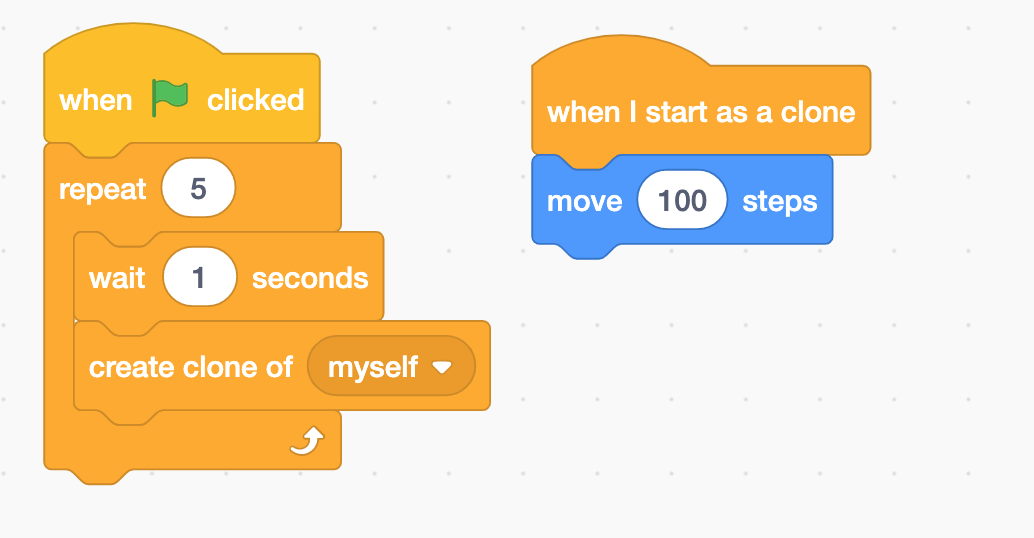 when clicked
repeat 5
wait 1 seconds
create clone of myself
when I start as a clone
move 100 steps